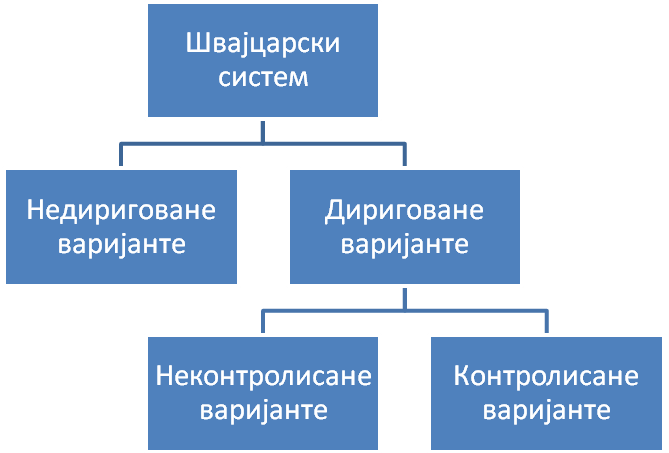 Швајцарски
систем
Недириговане
варијанте
Дириговане
варијанте
Неконтролисане
варијанте
Контролисане
варијанте